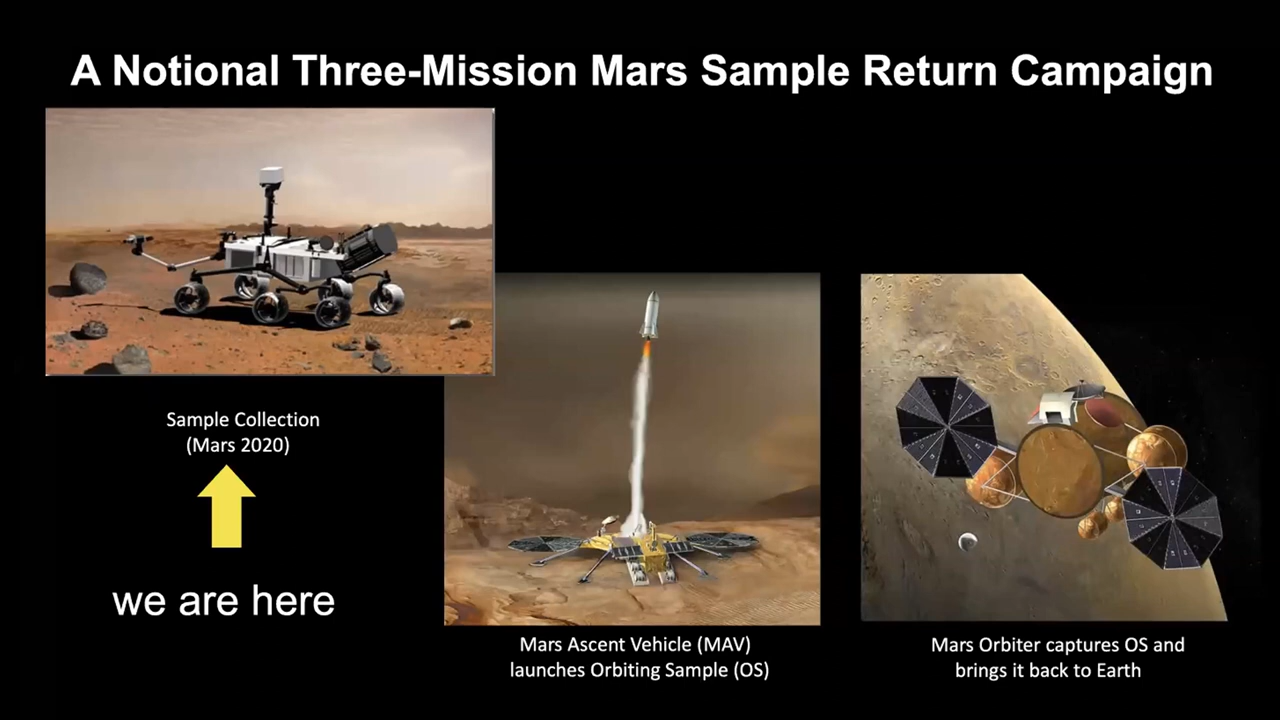 A Notional Three-Mission Mars Sample Return Campaign
Sample Collection
(Mars 2020)
we are here
Mars Ascent Vehicle (MAV)
launches Orbiting Sample (OS)
Mars Orbiter captures OS and
brings it back to Earth